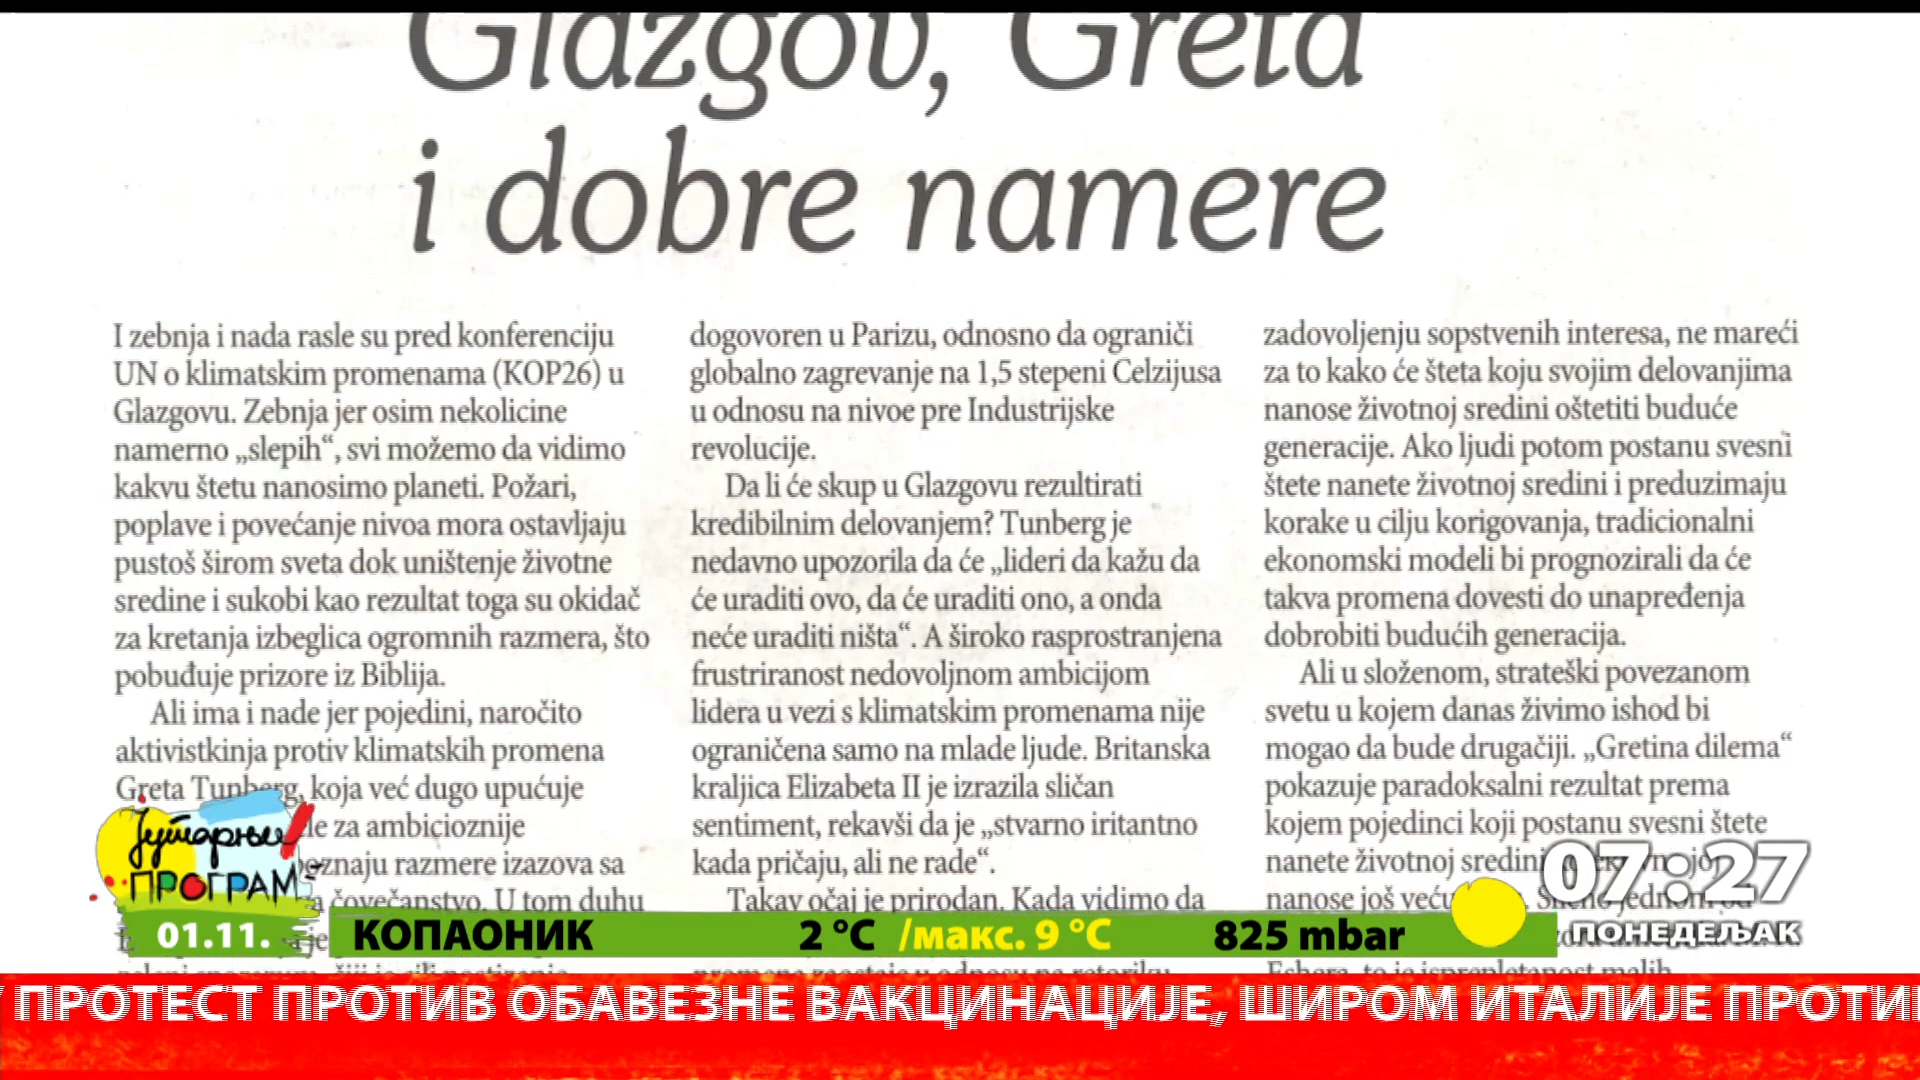 Glazgov, Greta
i dobre namere
I zebnja i nada rasle su pred konferenciju
UN o klimatskim promenama (KOP26) u
Glazgovu. Zebnja jer osim nekolicine
namerno „slepih“, svi možemo da vidimo
kakvu štetu nanosimo planeti. Požari,
poplave i povećanje nivoa mora ostavljaju
pustoš širom sveta dok uništenje životne
sredine i sukobi kao rezultat toga su okidač
za kretanja izbeglica ogromnih razmera, što
pobuđuje prizore iz Biblije.
Ali ima i nade jer pojedini, naročito
aktivistkinja protiv klimatskih promena
Greta Tunberg, koja već dugo upućuje
za ambicioznije
razmere izazova sa
čovečanstvo. U tom duhu
dogovoren u Parizu, odnosno da ograniči
globalno zagrevanje na 1,5 stepeni Celzijusa
u odnosu na nivoe pre Industrijske
revolucije.
Da li će skup u Glazgovu rezultirati
kredibilnim delovanjem? Tunberg je
nedavno upozorila da će „lideri da kažu da
će uraditi ovo, da će uraditi ono, a onda
neće uraditi ništa“. A široko rasprostranjena
frustriranost nedovoljnom ambicijom
lidera u vezi s klimatskim promenama nije
ograničena samo na mlade ljude. Britanska
kraljica Elizabeta II je izrazila sličan
sentiment, rekavši da je „stvarno iritantno
kada pričaju, ali ne rade“.
Takav očaj je prirodan. Kada vidimo da
zadovoljenju sopstvenih interesa, ne mareći
za to kako će šteta koju svojim delovanjima
nanose životnoj sredini oštetiti buduće
generacije. Ako ljudi potom postanu svesni
štete nanete životnoj sredini i preduzimaju
korake u cilju korigovanja, tradicionalni
ekonomski modeli bi prognozirali da će
takva promena dovesti do unapređenja
dobrobiti budućih generacija.
Ali u složenom, strateški povezanom
svetu u kojem danas živimo ishod bi
mogao da bude drugačiji. „Gretina dilema“
pokazuje paradoksalni rezultat prema
kojem pojedinci koji postanu svesni štete
nanete životnoj sredini
nanose još veću
Јутарњи
ПРОГРАМ
01.11.
КОПАОНИК 2 °C /макс. 9 °C 825 mbar
07:27
ПОНЕДЕЉАК
ПРОТЕСТ ПРОТИВ ОБАВЕЗНЕ ВАКЦИНАЦИЈЕ, ШИРОМ ИТАЛИЈЕ ПРОТИ